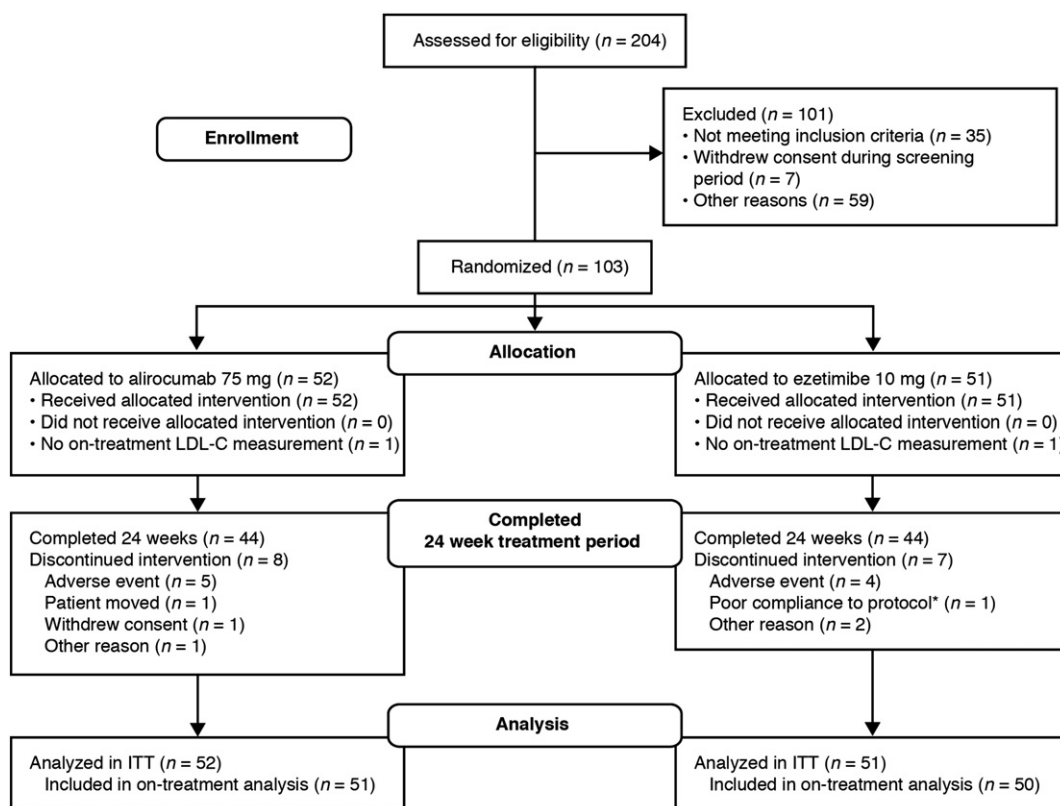 Assessed for eligibility (n = 204)
Enrollment
Excluded (n = 101)
• Not meeting inclusion criteria (n = 35)
• Withdrew consent during screening
period (n = 7)
• Other reasons (n = 59)
Randomized (n = 103)
Allocation
Allocated to alirocumab 75 mg (n = 52)
• Received allocated intervention (n = 52)
• Did not receive allocated intervention (n = 0)
• No on-treatment LDL-C measurement (n = 1)
Allocated to ezetimibe 10 mg (n = 51)
• Received allocated intervention (n = 51)
• Did not receive allocated intervention (n = 0)
• No on-treatment LDL-C measurement (n = 1)
Completed
24 week treatment period
Completed 24 weeks (n = 44)
Discontinued intervention (n = 8)
Adverse event (n = 5)
Patient moved (n = 1)
Withdrew consent (n = 1)
Other reason (n = 1)
Completed 24 weeks (n = 44)
Discontinued intervention (n = 7)
Adverse event (n = 4)
Poor compliance to protocol* (n = 1)
Other reason (n = 2)
Analysis
Analyzed in ITT (n = 52)
Included in on-treatment analysis (n = 51)
Analyzed in ITT (n = 51)
Included in on-treatment analysis (n = 50)